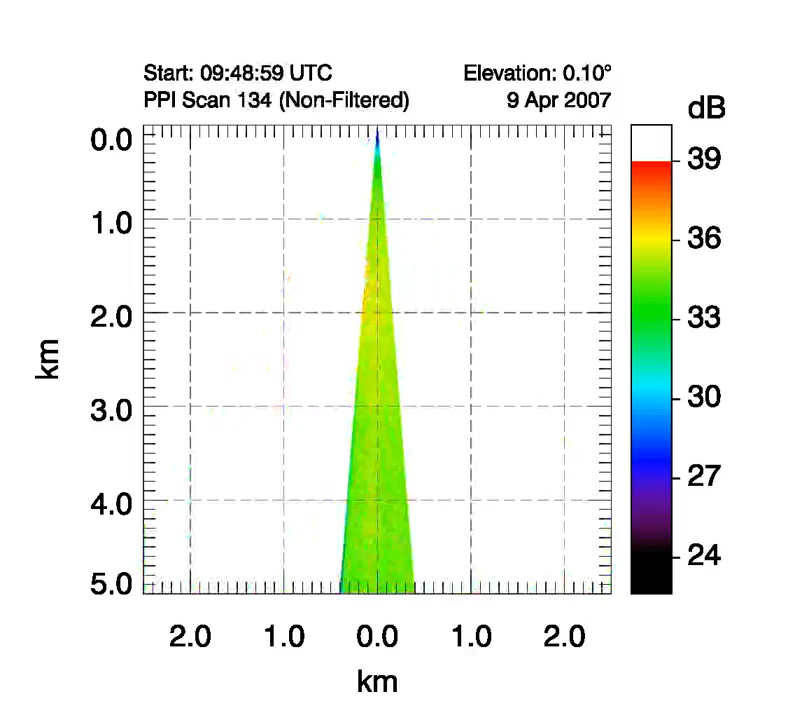 Start: 09:48:59 UTC
Elevation: 0.10°
PPI Scan 134 (Non-Filtered)
9 Apr 2007
dB
0.0
1.0
2.0
3.0
4.0
5.0
km
39
36
33
30
27
24
2.0 1.0 0.0 1.0 2.0
km